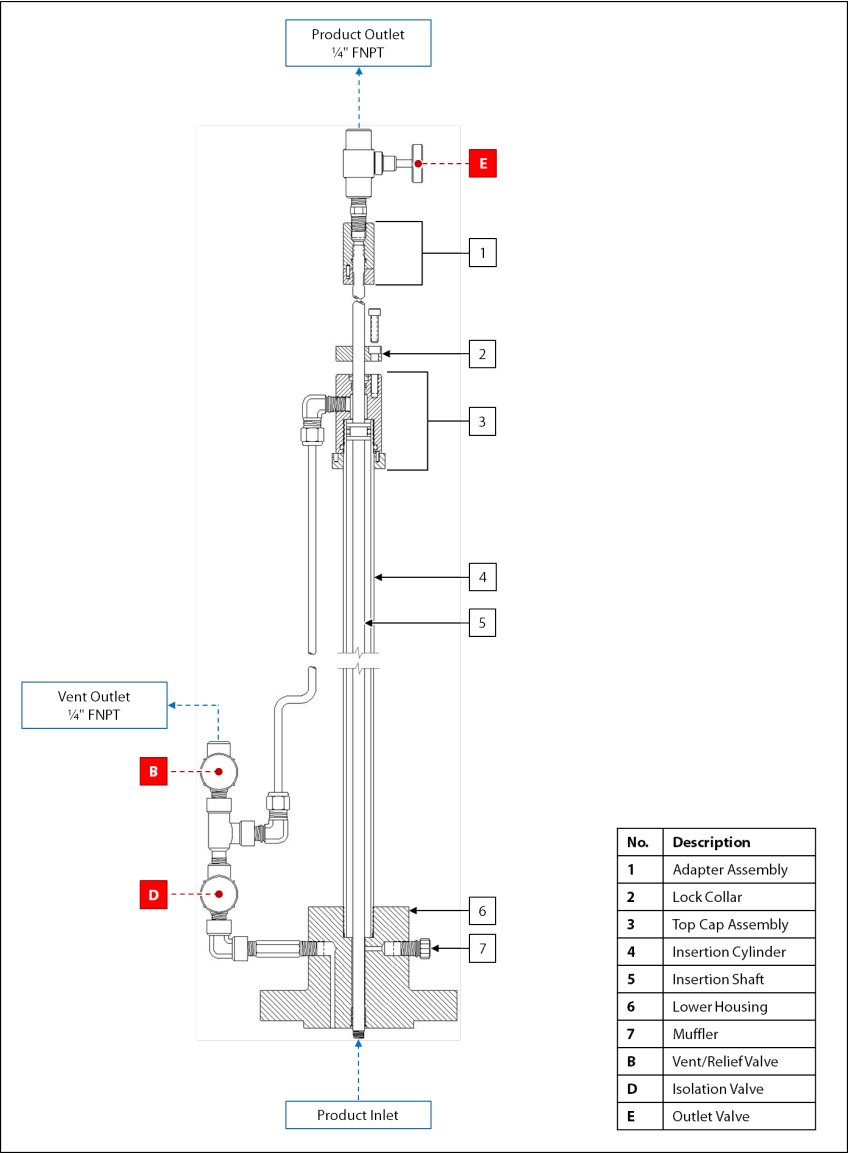 Product Outlet
¼" FNPT
E
1
2
3
4
5
Vent Outlet
¼" FNPT
B
D
6
7
Product Inlet
No. Description
1 Adapter Assembly
2 Lock Collar
3 Top Cap Assembly
4 Insertion Cylinder
5 Insertion Shaft
6 Lower Housing
7 Muffler
B Vent/Relief Valve
D Isolation Valve
E Outlet Valve